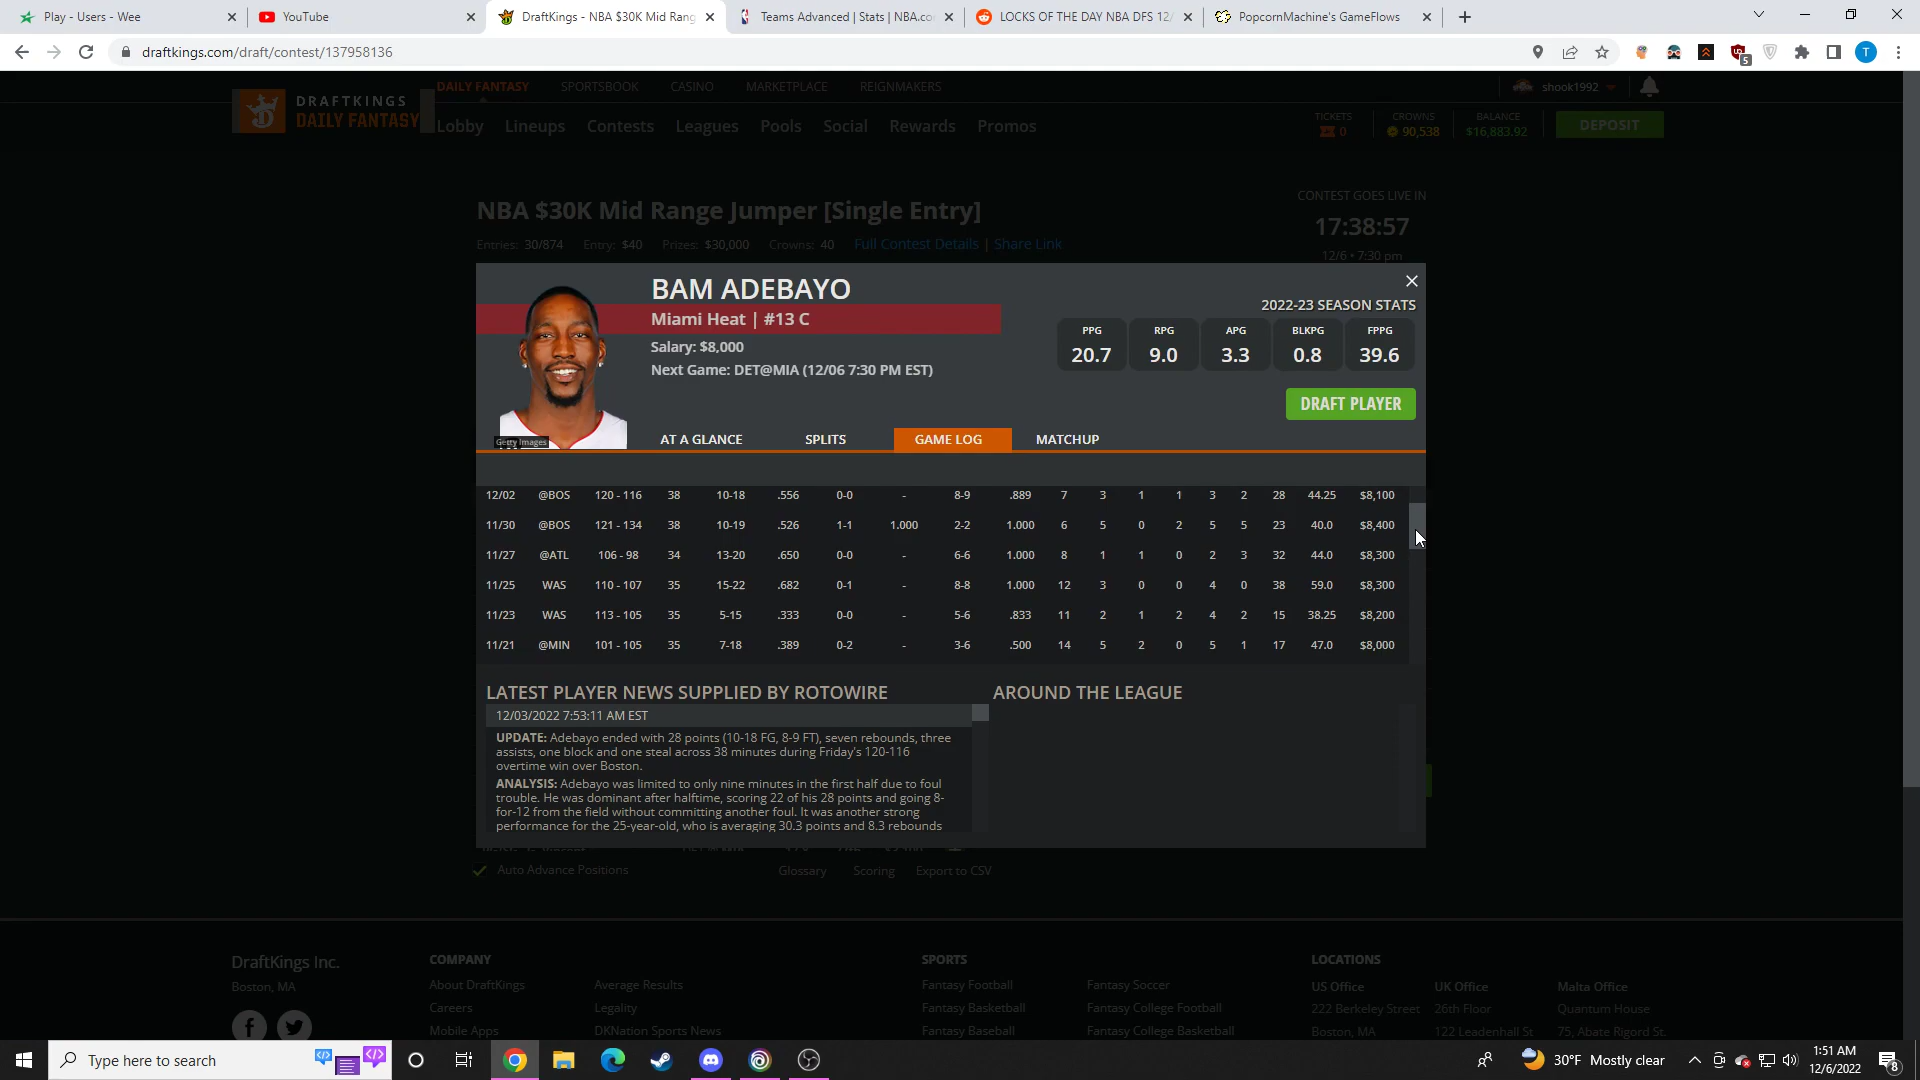 Play - Users - Wee
YouTube
DraftKings - NBA $30K Mid Rang
Teams Advanced | Stats | NBA.co
LOCKS OF THE DAY NBA DFS 12/
PopcornMachine's GameFlows
draftkings.com/draft/contest/137958136
5
T
DRAFTKINGS
DAILY FANTASY
DAILY FANTASY SPORTSBOOK CASINO MARKETPLACE REIGNMAKERS
shook1992
Lobby Lineups Contests Leagues Pools Social Rewards Promos
TICKETS 0
CROWNS 90,538
BALANCE $16,883.92
DEPOSIT
NBA $30K Mid Range Jumper [Single Entry]
Entries: 30/874 Entry: $40 Prizes: $30,000 Crowns: 40 Full Contest Details | Share Link
CONTEST GOES LIVE IN
17:38:57
12/6 • 7:30 pm
BAM ADEBAYO
Miami Heat | #13 C
Salary: $8,000
Next Game: DET@MIA (12/06 7:30 PM EST)
Getty Images
2022-23 SEASON STATS
PPG RPG APG BLKPG FPPG
20.7 9.0 3.3 0.8 39.6
DRAFT PLAYER
AT A GLANCE SPLITS GAME LOG MATCHUP
12/02 @BOS 120 - 116 38 10-18 .556 0-0 - 8-9 .889 7 3 1 1 3 2 28 44.25 $8,100
11/30 @BOS 121 - 134 38 10-19 .526 1-1 1.000 2-2 1.000 6 5 0 2 5 5 23 40.0 $8,400
11/27 @ATL 106 - 98 34 13-20 .650 0-0 - 6-6 1.000 8 1 1 0 2 3 32 44.0 $8,300
11/25 WAS 110 - 107 35 15-22 .682 0-1 - 8-8 1.000 12 3 0 0 4 0 38 59.0 $8,300
11/23 WAS 113 - 105 35 5-15 .333 0-0 - 5-6 .833 11 2 1 2 4 2 15 38.25 $8,200
11/21 @MIN 101 - 105 35 7-18 .389 0-2 - 3-6 .500 14 5 2 0 5 1 17 47.0 $8,000
LATEST PLAYER NEWS SUPPLIED BY ROTOWIRE
12/03/2022 7:53:11 AM EST
UPDATE: Adebayo ended with 28 points (10-18 FG, 8-9 FT), seven rebounds, three
assists, one block and one steal across 38 minutes during Friday's 120-116
overtime win over Boston.
ANALYSIS: Adebayo was limited to only nine minutes in the first half due to foul
trouble. He was dominant after halftime, scoring 22 of his 28 points and going 8-
for-12 from the field without committing another foul. It was another strong
performance for the 25-year-old, who is averaging 30.3 points and 8.3 rebounds
AROUND THE LEAGUE
Auto Advance Positions
Glossary Scoring Export to CSV
DraftKings Inc.
Boston, MA
COMPANY
About DraftKings Average Results
Careers Legality
Mobile Apps DKNation Sports News
SPORTS
Fantasy Football Fantasy Soccer
Fantasy Basketball Fantasy College Football
Fantasy Baseball Fantasy College Basketball
LOCATIONS
US Office UK Office Malta Office
222 Berkeley Street 26th Floor Quantum House
Boston, MA 122 Leadenhall St 75, Abate Rigord St.
Type here to search
30°F Mostly clear
1:51 AM
12/6/2022
8